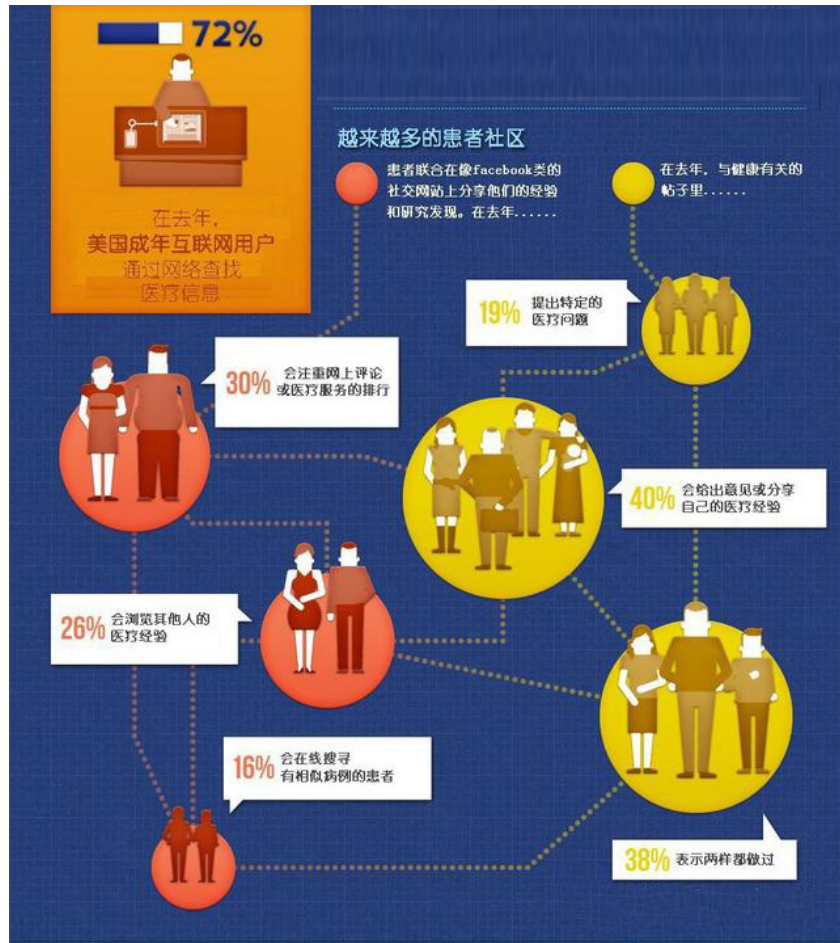 72%
在去年,
美国成年互联网用户
通过网络查找
医疗信息
越来越多的患者社区
患者联合在像facebook类的
社交网站上分享他们的经验
和研究发现。在去年......
在去年，与健康有关的
帖子里......
19% 提出特定的
医疗问题
30% 会注重网上评论
或医疗服务的排行
40% 会给出意见或分享
自己的医疗经验
26% 会浏览其他人的
医疗经验
16% 会在线搜寻
有相似病例的患者
38% 表示两样都做过